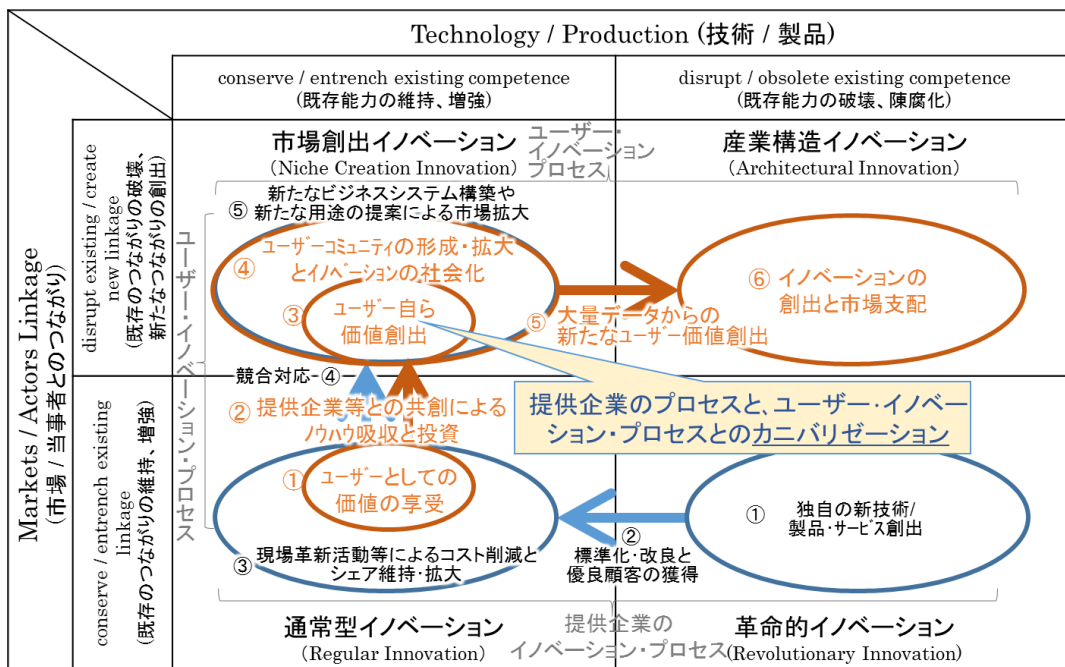 Technology / Production (技術 / 製品)
conserve / entrench existing competence
(既存能力の維持、増強)
disrupt / obsolete existing competence
(既存能力の破壊、陳腐化)
Markets / Actors Linkage
(市場 / 当事者とのつながり)
disrupt existing / create
new linkage
(既存のつながりの破壊、
新たなつながりの創出)
conserve / entrench existing
linkage
(既存のつながりの維持、増強)
ユーザー・イノベーション・プロセス
市場創出イノベーション
(Niche Creation Innovation)
ユーザー・
イノベーション
プロセス
産業構造イノベーション
(Architectural Innovation)
⑤ 新たなビジネスシステム構築や
新たな用途の提案による市場拡大
④ ユーザーコミュニティの形成・拡大
とイノベーションの社会化
③ ユーザー自ら
価値創出
⑤ 大量データからの
新たなユーザー価値創出
⑥ イノベーションの
創出と市場支配
競合対応 ④
② 提供企業等との共創による
ノウハウ吸収と投資
提供企業のプロセスと、ユーザー・イノベー
ション・プロセスとのカニバリゼーション
① ユーザーとしての
価値の享受
③ 現場革新活動等によるコスト削減と
シェア維持・拡大
②
標準化・改良と
優良顧客の獲得
① 独自の新技術/
製品・サービス創出
通常型イノベーション
(Regular Innovation)
提供企業の
イノベーション・プロセス
革命的イノベーション
(Revolutionary Innovation)